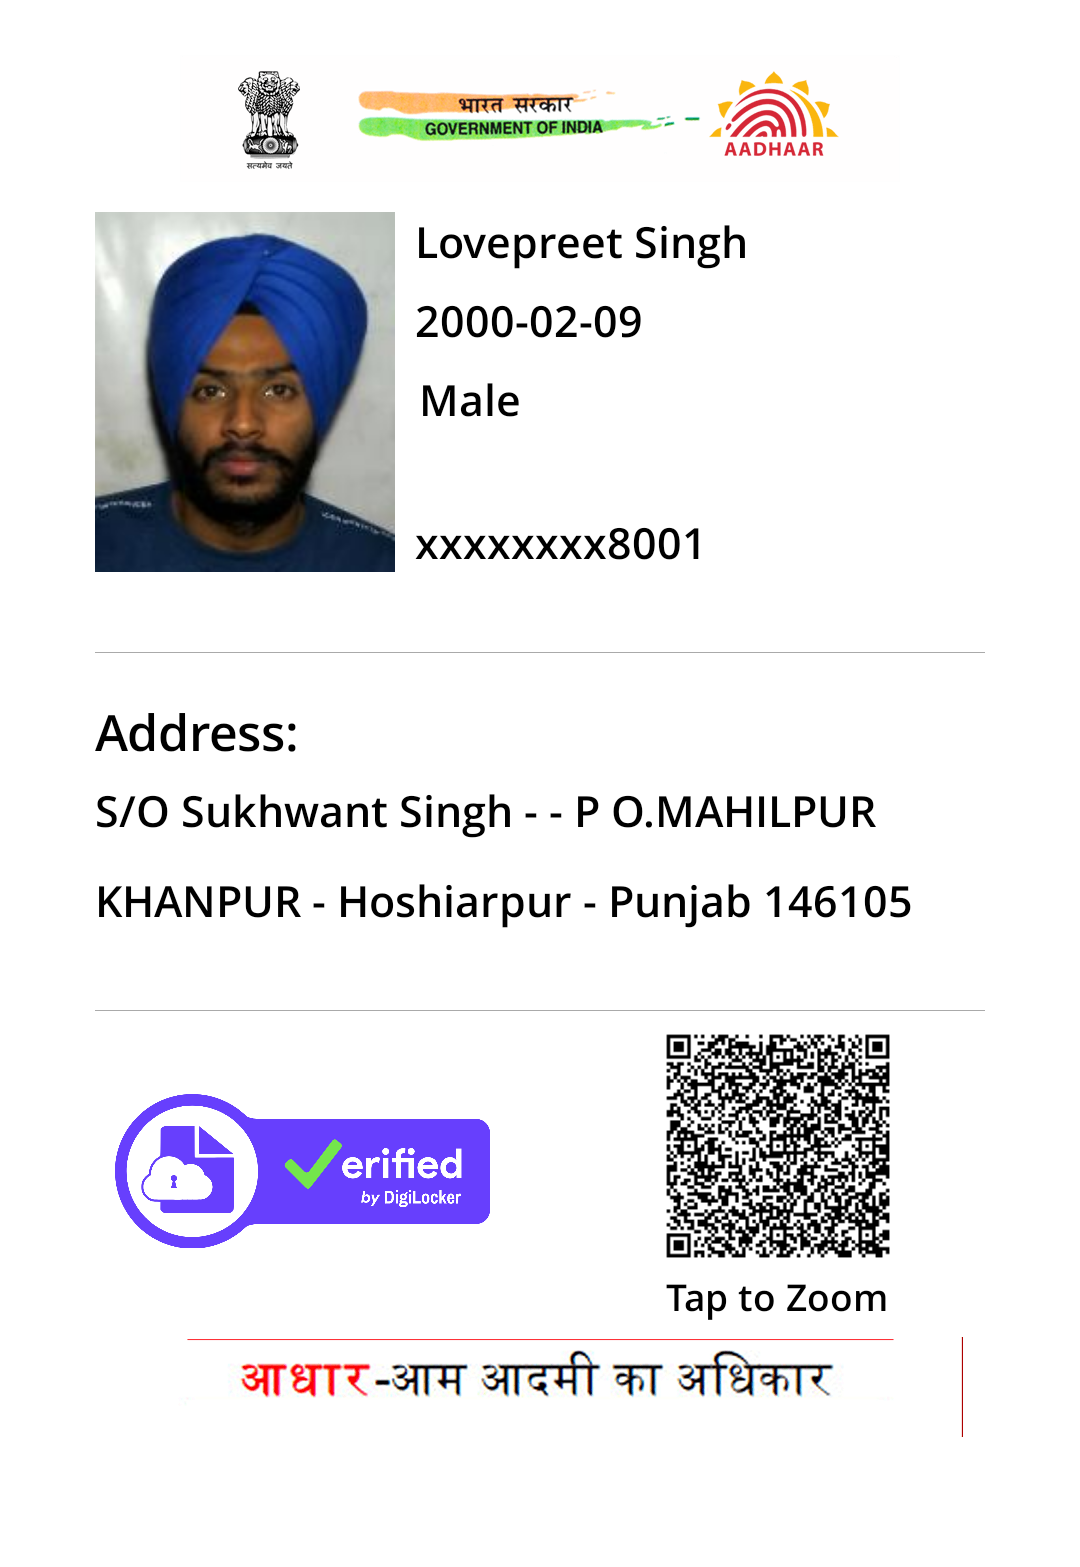 सत्यमेव जयते
भारत सरकार
GOVERNMENT OF INDIA
AADHAAR
Lovepreet Singh
2000-02-09
Male
xxxxxxxx8001
Address:
S/O Sukhwant Singh - - P O.MAHILPUR
KHANPUR - Hoshiarpur - Punjab 146105
erified
by DigiLocker
Tap to Zoom
आधार-आम आदमी का अधिकार